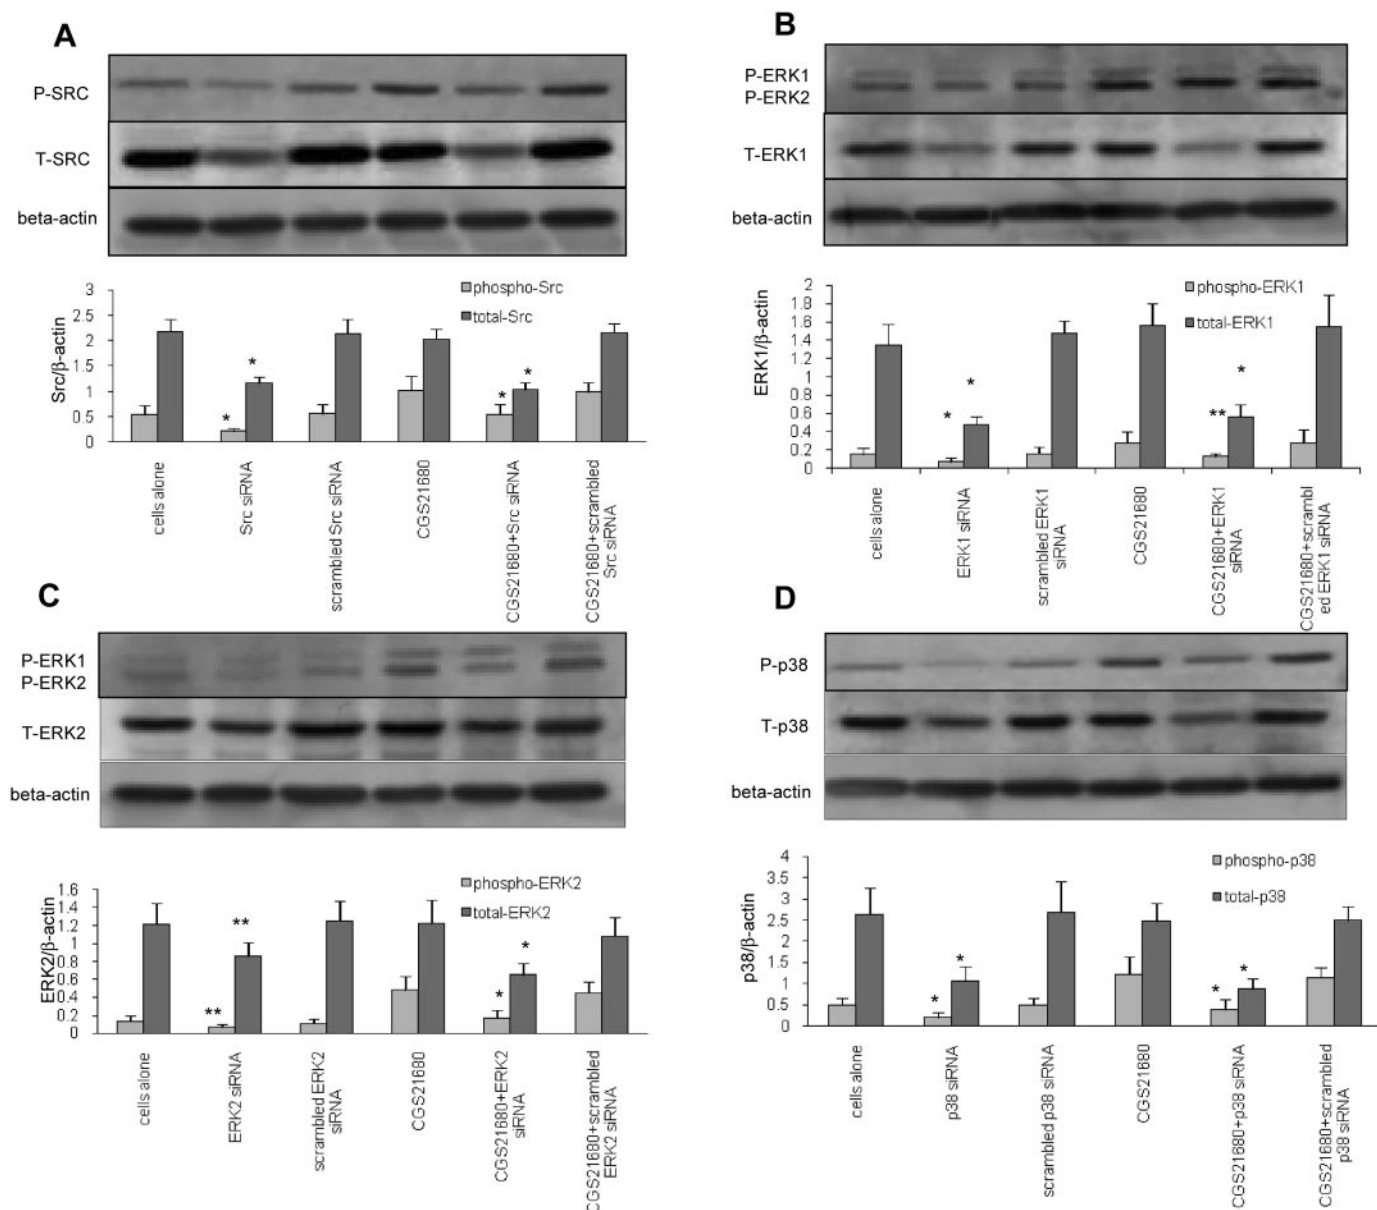 A
P-SRC
T-SRC
beta-actin
Src/β-actin
3
2.5
2
1.5
1
0.5
0
phospho-Src
total-Src
*
*
*
*
cells alone
Src siRNA
scrambled Src siRNA
CGS21680
CGS21680+Src siRNA
CGS21680+scrambled
Src siRNA
B
P-ERK1
P-ERK2
T-ERK1
beta-actin
ERK1/β-actin
2
1.8
1.6
1.4
1.2
1
0.8
0.6
0.4
0.2
0
phospho-ERK1
total-ERK1
*
*
**
*
cells alone
ERK1 siRNA
scrambled ERK1
siRNA
CGS21680
CGS21680+ERK1
siRNA
CGS21680+scrambl
ed ERK1 siRNA
C
P-ERK1
P-ERK2
T-ERK2
beta-actin
ERK2/β-actin
1.6
1.4
1.2
1
0.8
0.6
0.4
0.2
0
phospho-ERK2
total-ERK2
**
**
*
*
cells alone
ERK2 siRNA
scrambled ERK2
siRNA
CGS21680
CGS21680+ERK2
siRNA
CGS21680+scrambled
ERK2 siRNA
D
P-p38
T-p38
beta-actin
p38/β-actin
4
3.5
3
2.5
2
1.5
1
0.5
0
phospho-p38
total-p38
*
*
*
*
cells alone
p38 siRNA
scrambled p38 siRNA
CGS21680
CGS21680+p38 siRNA
CGS21680+scrambled
p38 siRNA